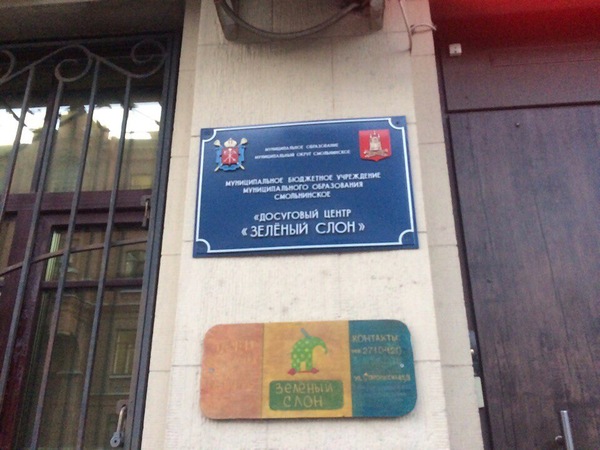 МУНИЦИПАЛЬНОЕ ОБРАЗОВАНИЕ
МУНИЦИПАЛЬНЫЙ ОКРУГ СМОЛЬНИНСКОЕ
МУНИЦИПАЛЬНОЕ БЮДЖЕТНОЕ УЧРЕЖДЕНИЕ
МУНИЦИПАЛЬНОГО ОБРАЗОВАНИЯ
СМОЛЬНИНСКОЕ
«ДОСУГОВЫЙ ЦЕНТР
«ЗЕЛЁНЫЙ СЛОН»
ЗЕЛЁНЫЙ
СЛОН
КОНТАКТЫ